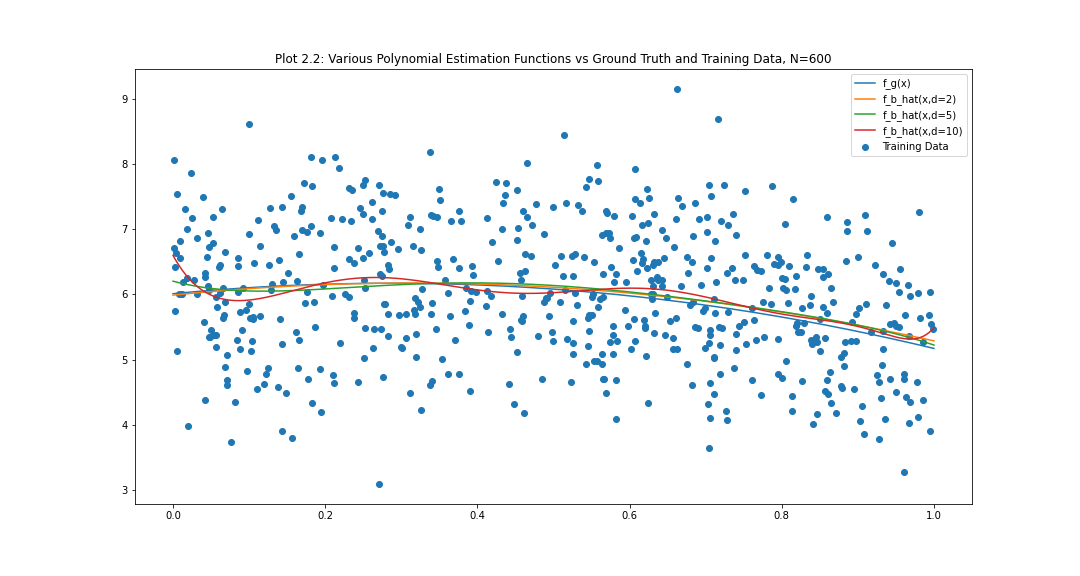 Plot 2.2: Various Polynomial Estimation Functions vs Ground Truth and Training Data, N=600
f_g(x)
f_b_hat(x,d=2)
f_b_hat(x,d=5)
f_b_hat(x,d=10)
Training Data
9
8
7
6
5
4
3
0.0 0.2 0.4 0.6 0.8 1.0